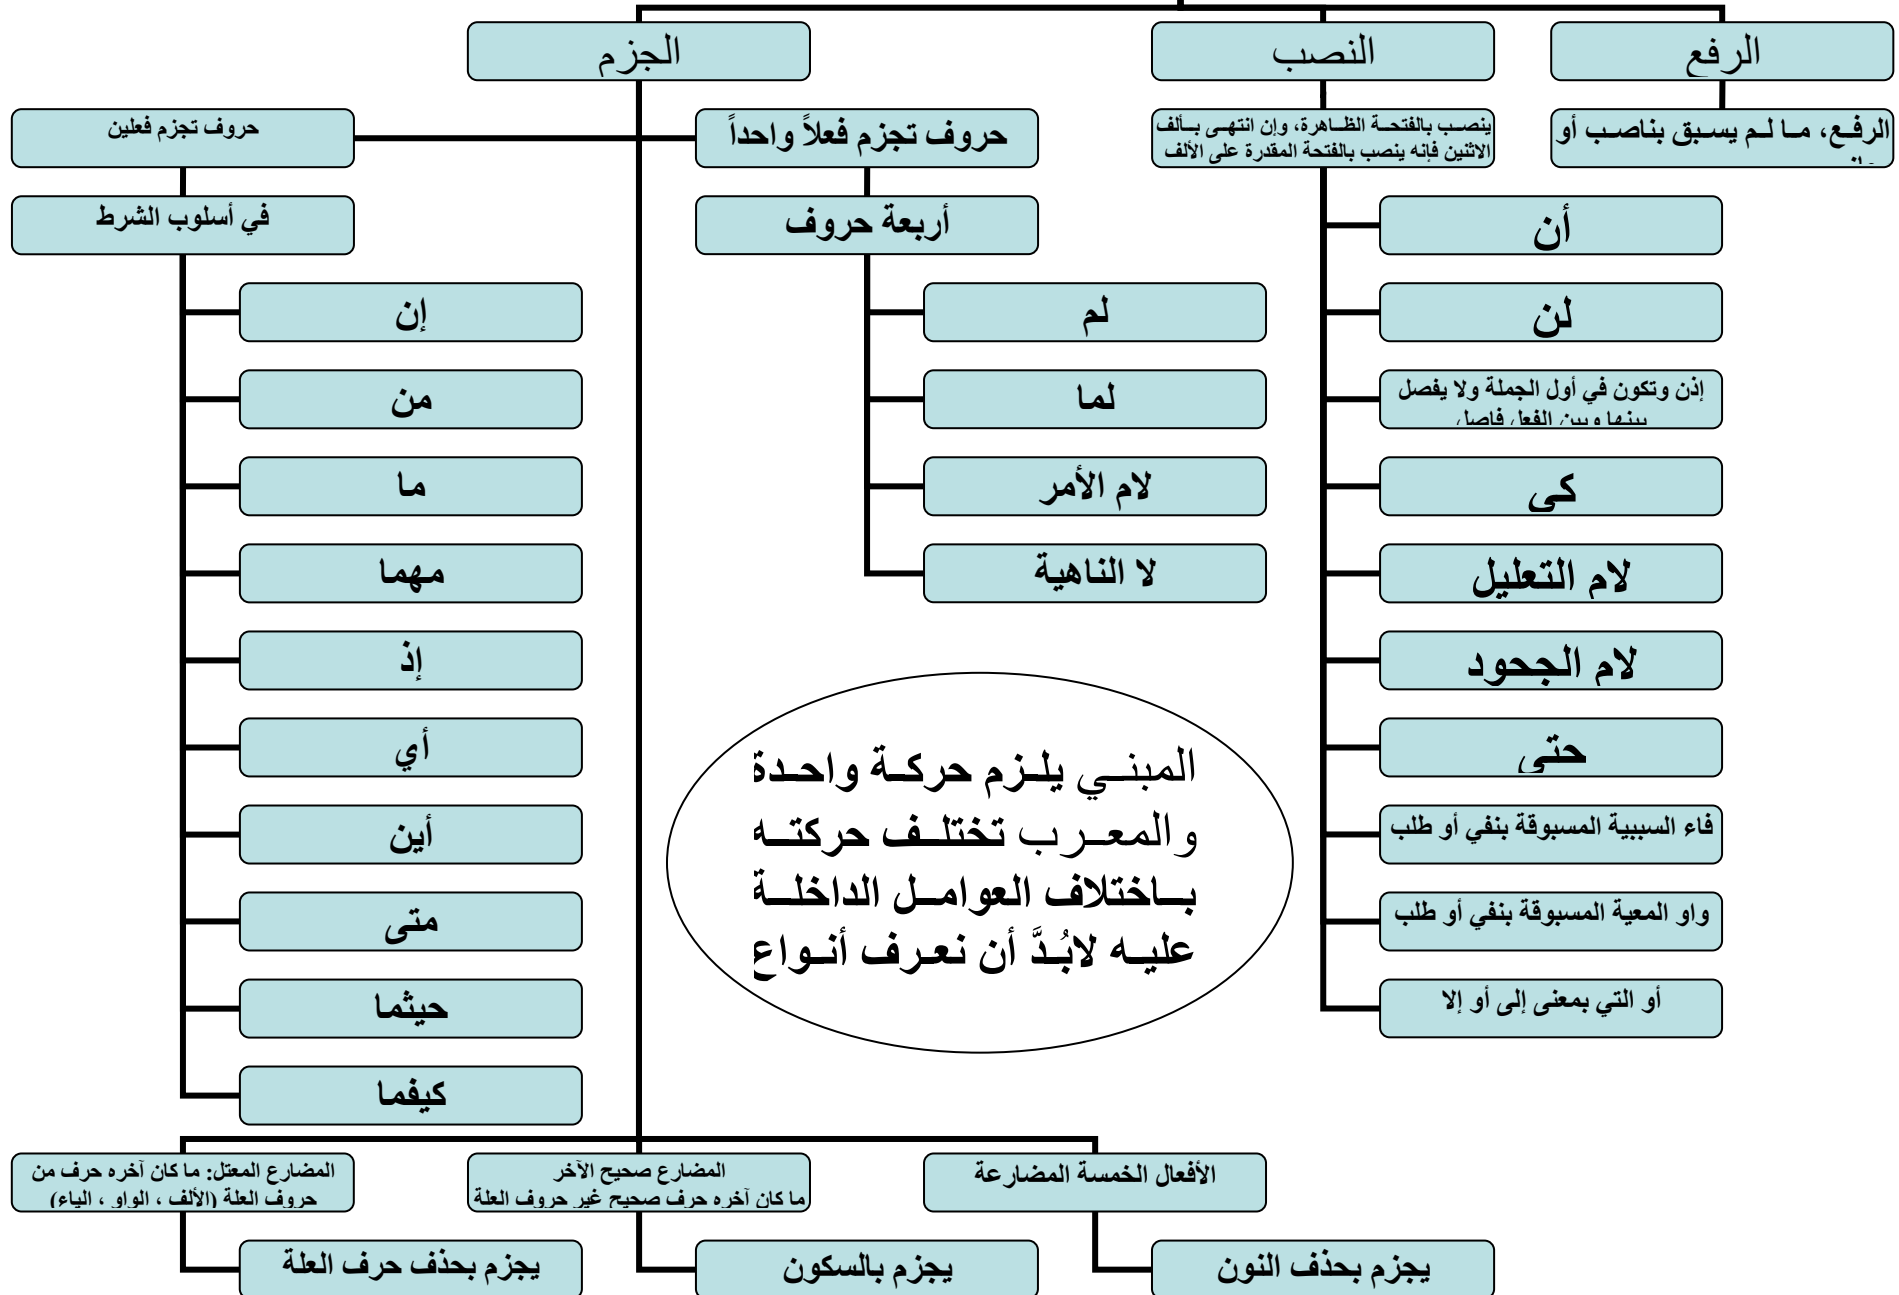 الرفع
النصب
الجزم
الرفع، ما لم يسبق بناصب أو
ينصب بالفتحة الظاهرة، وإن انتهى بألف
الاثنين فإنه ينصب بالفتحة المقدرة على الألف
أن
لن
إذن وتكون في أول الجملة ولا يفصل
بينها وبين الفعل فاصل
كي
لام التعليل
لام الجحود
حتى
فاء السببية المسبوقة بنفي أو طلب
واو المعية المسبوقة بنفي أو طلب
أو التي بمعنى إلى أو إلا
حروف تجزم فعلاً واحداً
أربعة حروف
لم
لما
لام الأمر
لا الناهية
حروف تجزم فعلين
في أسلوب الشرط
إن
من
ما
مهما
إذ
أي
أين
متى
حيثما
كيفما
المبني يلزم حركة واحدة
والمعرب تختلف حركته
باختلاف العوامل الداخلة
عليه لابُدَّ أن نعرف أنواع
الأفعال الخمسة المضارعة
يجزم بحذف النون
المضارع صحيح الآخر
ما كان آخره حرف صحيح غير حروف العلة
يجزم بالسكون
المضارع المعتل: ما كان آخره حرف من
حروف العلة (الألف ، الواو ، الياء)
يجزم بحذف حرف العلة